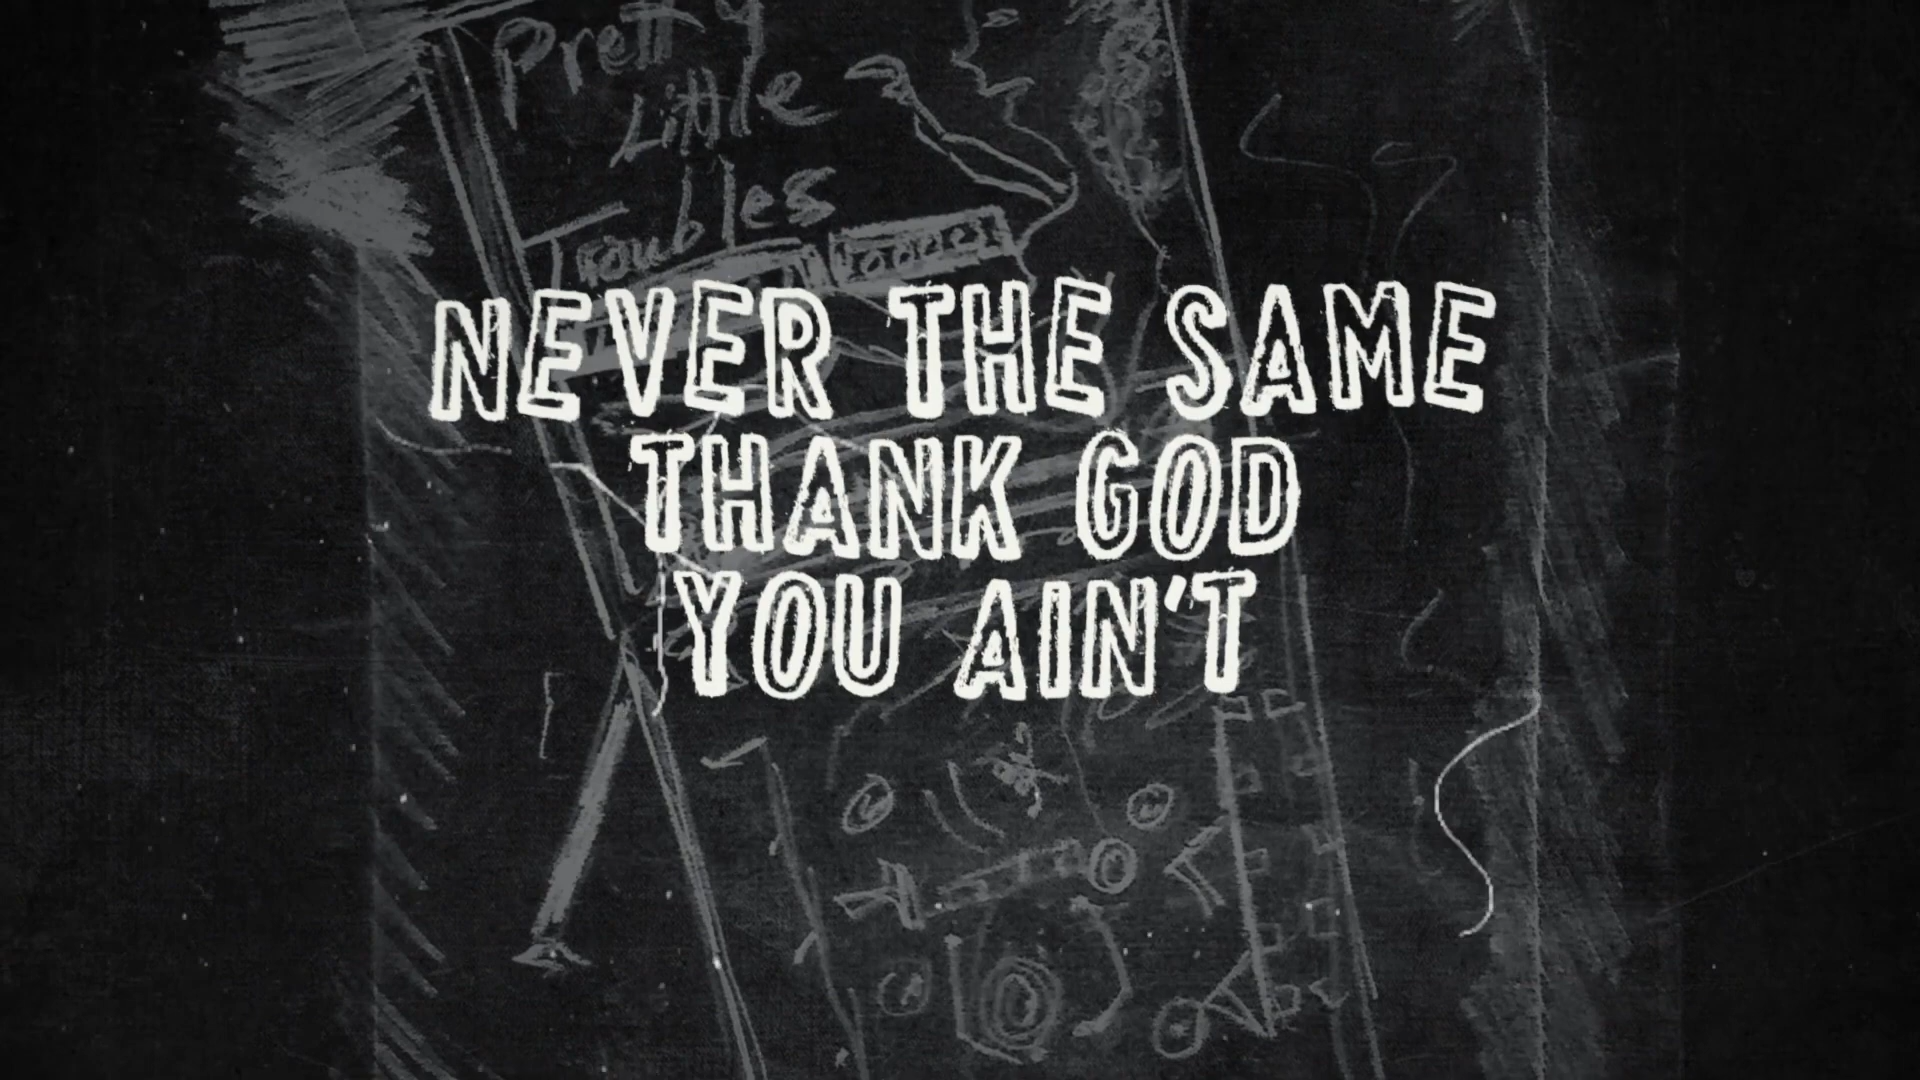 Pretty
Little
Troubles
NEVER THE SAME
THANK GOD
YOU AIN'T